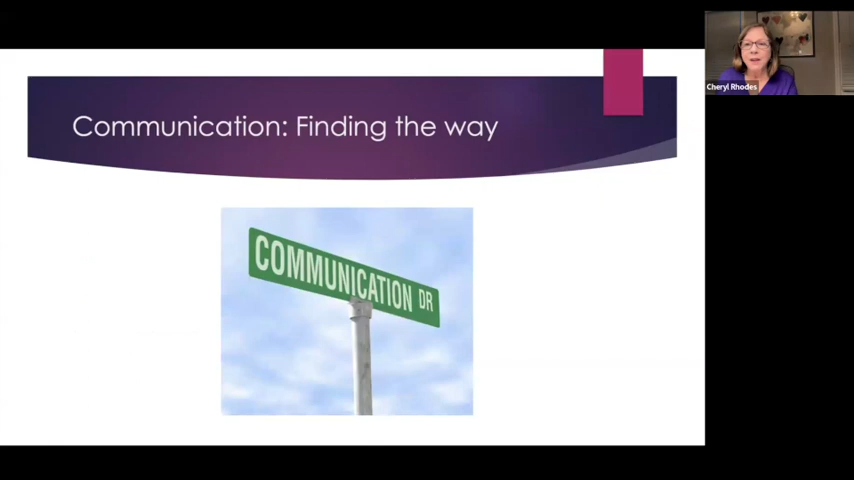 Communication: Finding the way
Cheryl Rhodes
COMMUNICATION DR